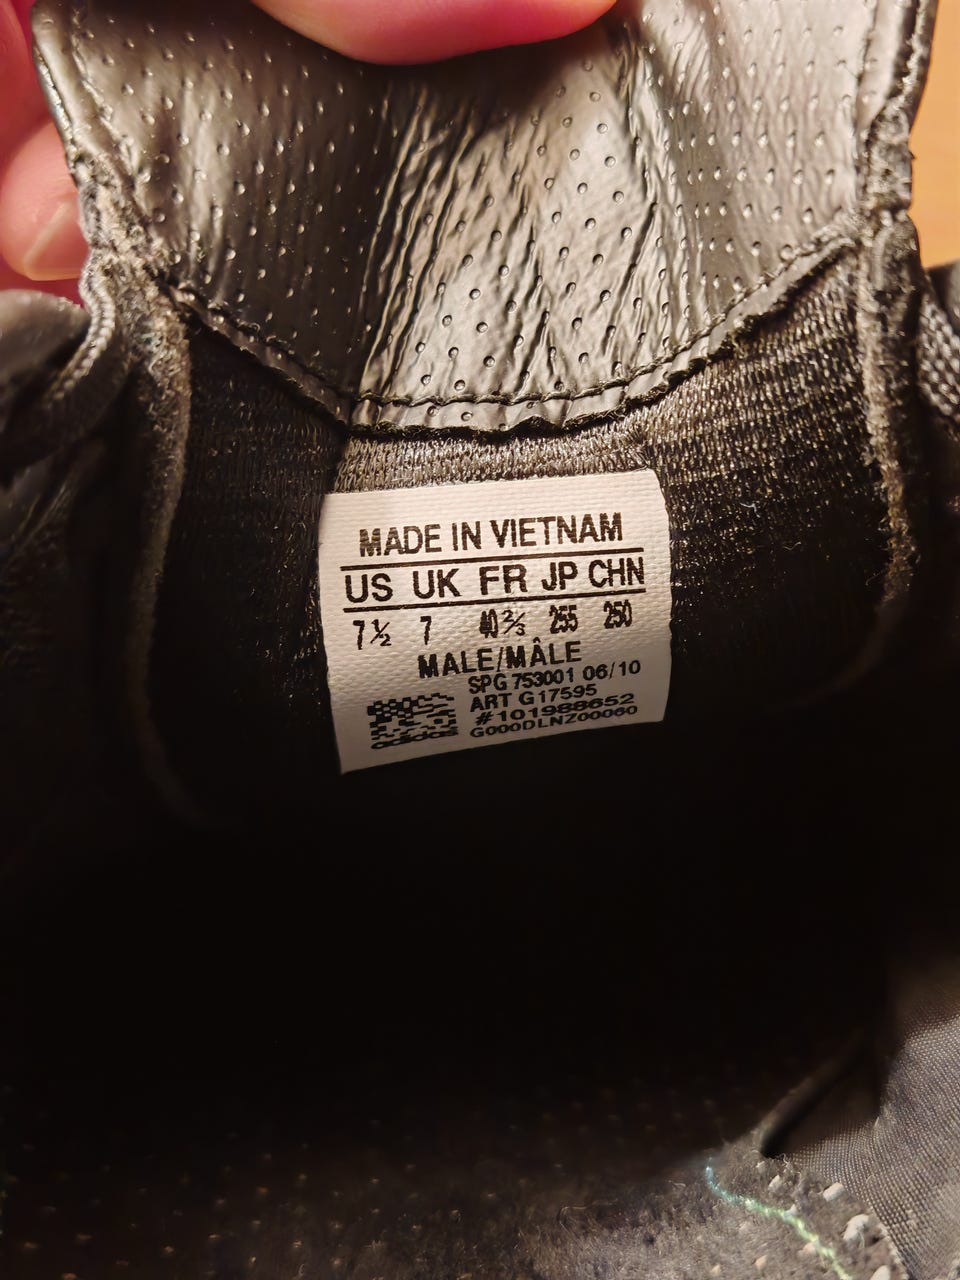 MADE IN VIETNAM
US UK FR JP CHN
7½ 7 40⅔ 255 250
MALE/MÂLE
SPG 753001 06/10
ART G17595
#101988652
G000DLNZ00060
adidas